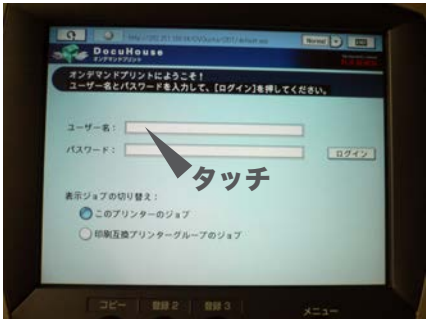 Normal
DocuHouse
オンデマンドプリント
オンデマンドプリントにようこそ!
ユーザー名とパスワードを入力して、[ログイン]を押してください。
ユーザー名:
パスワード:
ログイン
タッチ
表示ジョブの切り替え:
このプリンターのジョブ
印刷互換プリンターグループのジョブ
コピー
登録2
登録3
メニュー